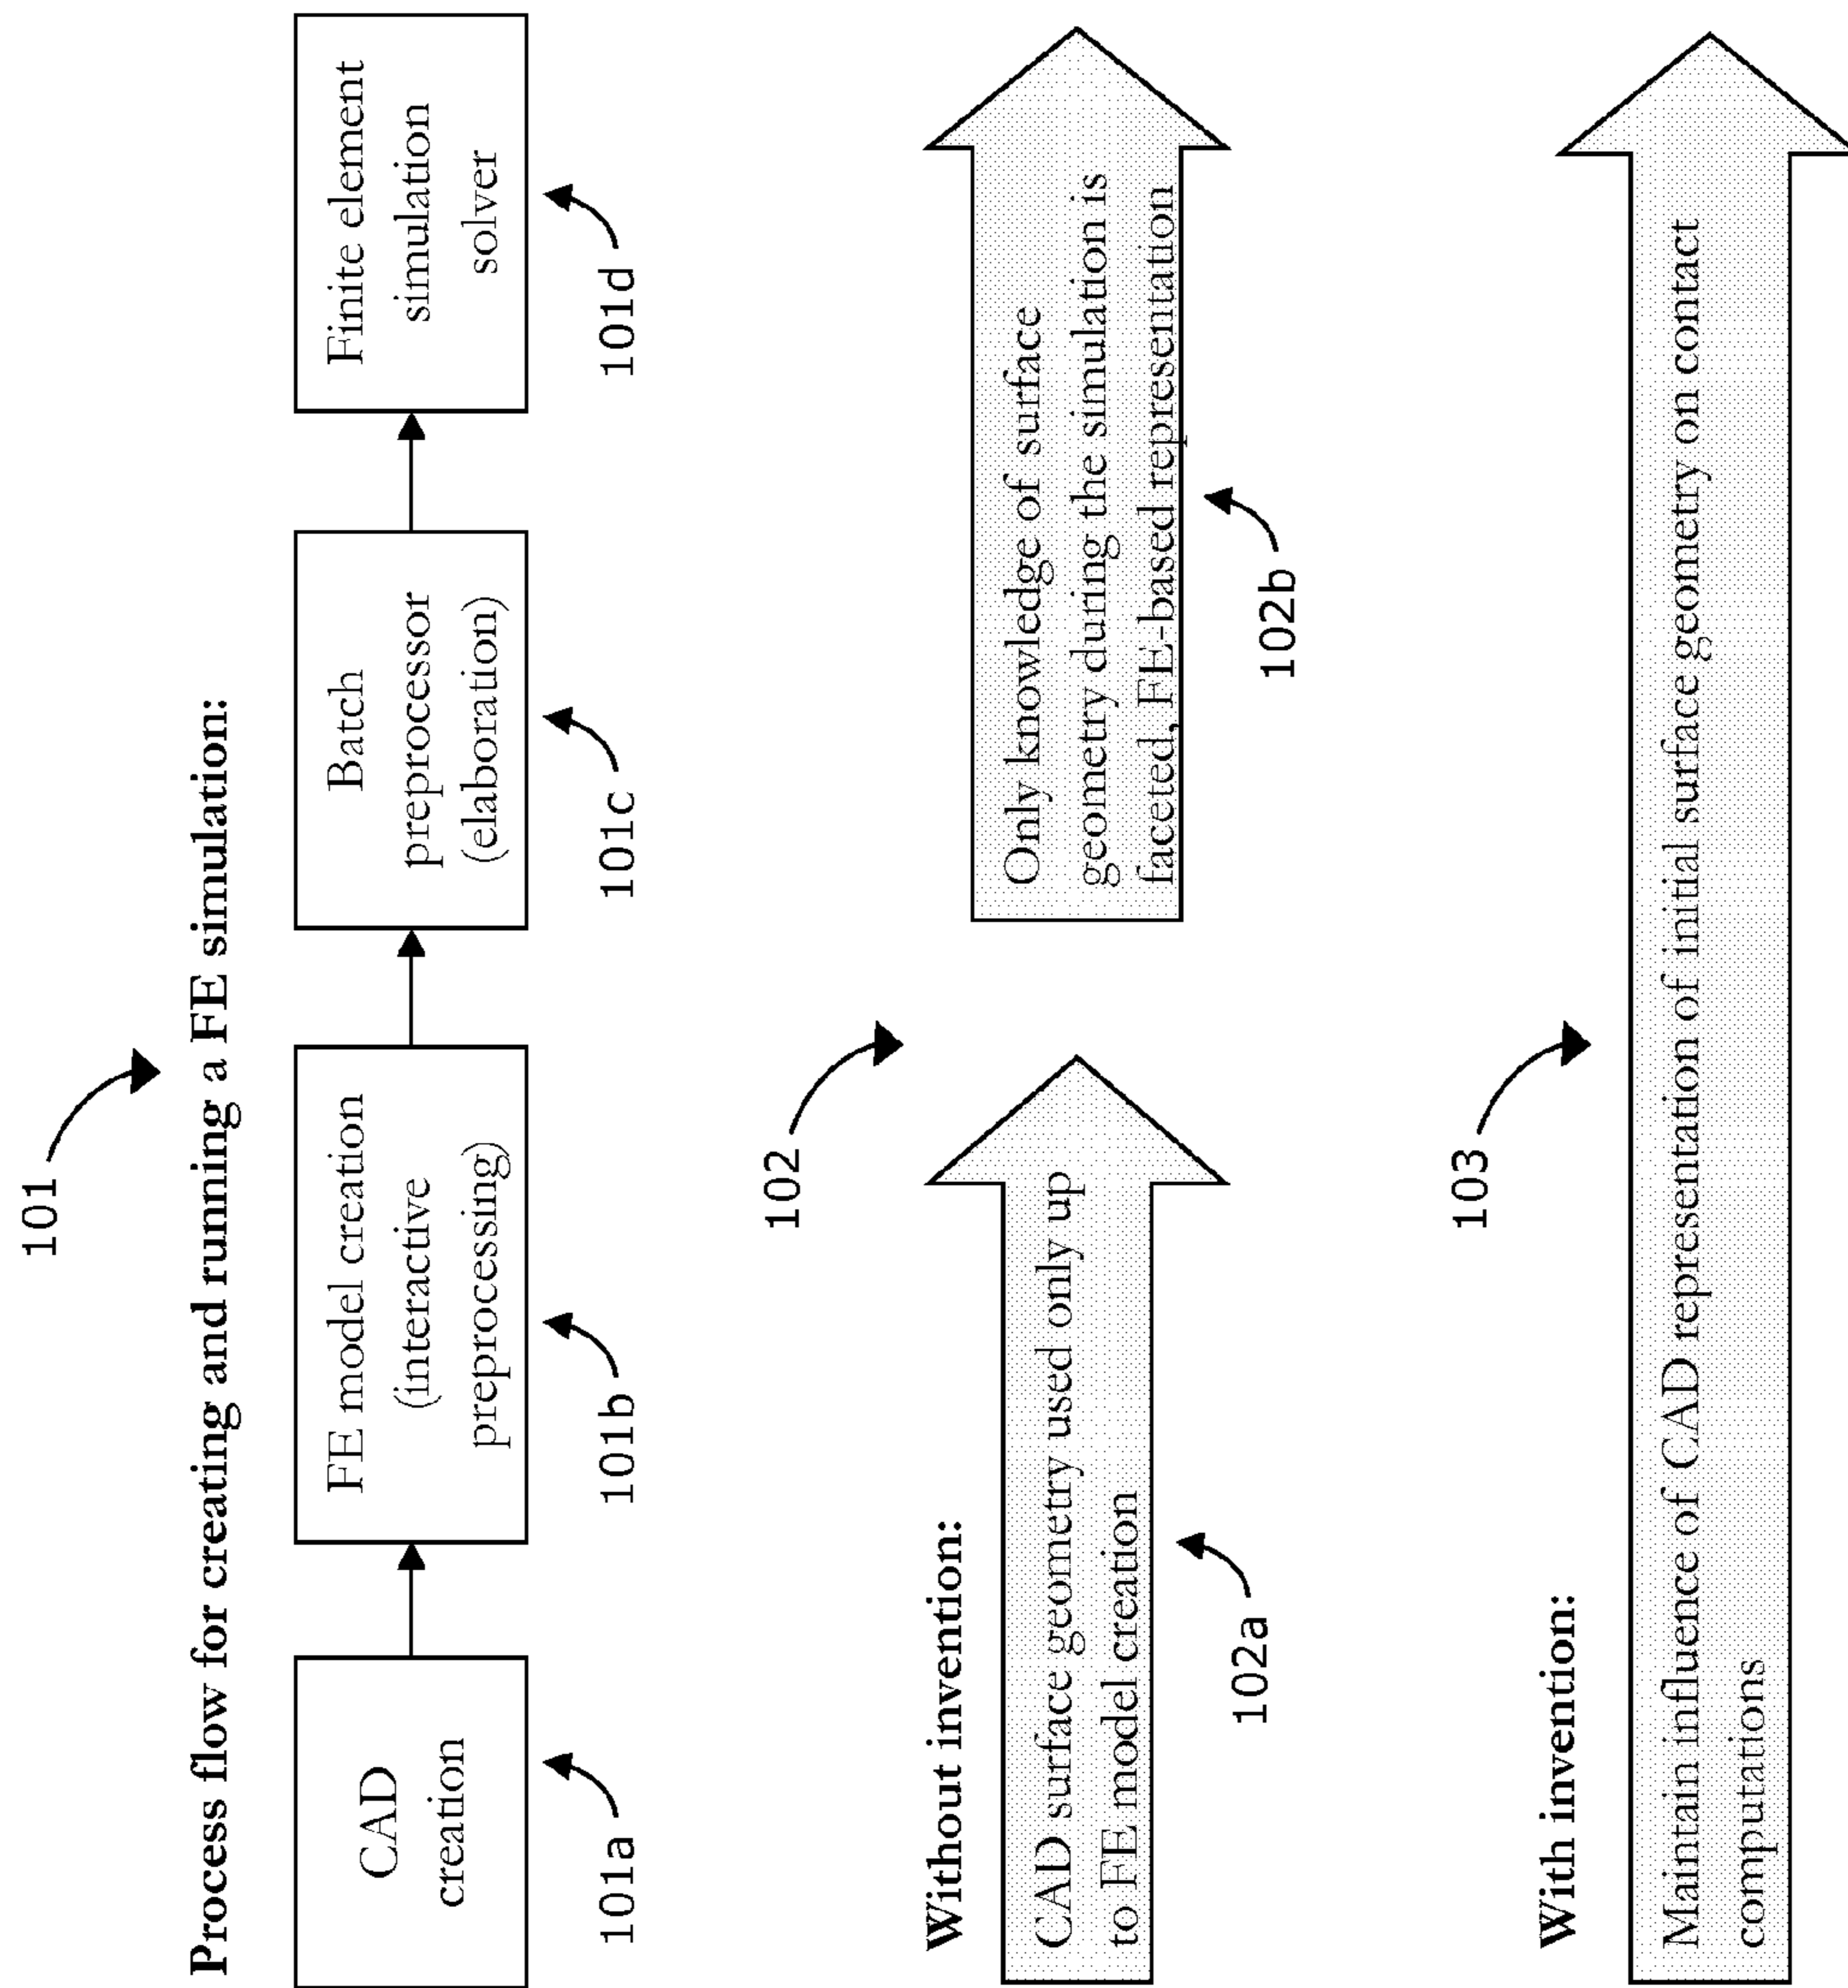 101
Process flow for creating and running a FE simulation:
CAD
creation
101a
FE model creation
(interactive
preprocessing)
101b
Batch
preprocessor
(elaboration)
101c
Finite element
simulation
solver
101d
102
Without invention:
CAD surface geometry used only up
to FE model creation
102a
Only knowledge of surface
geometry during the simulation is
faceted, FE-based representation
102b
103
With invention:
Maintain influence of CAD representation of initial surface geometry on contact
computations